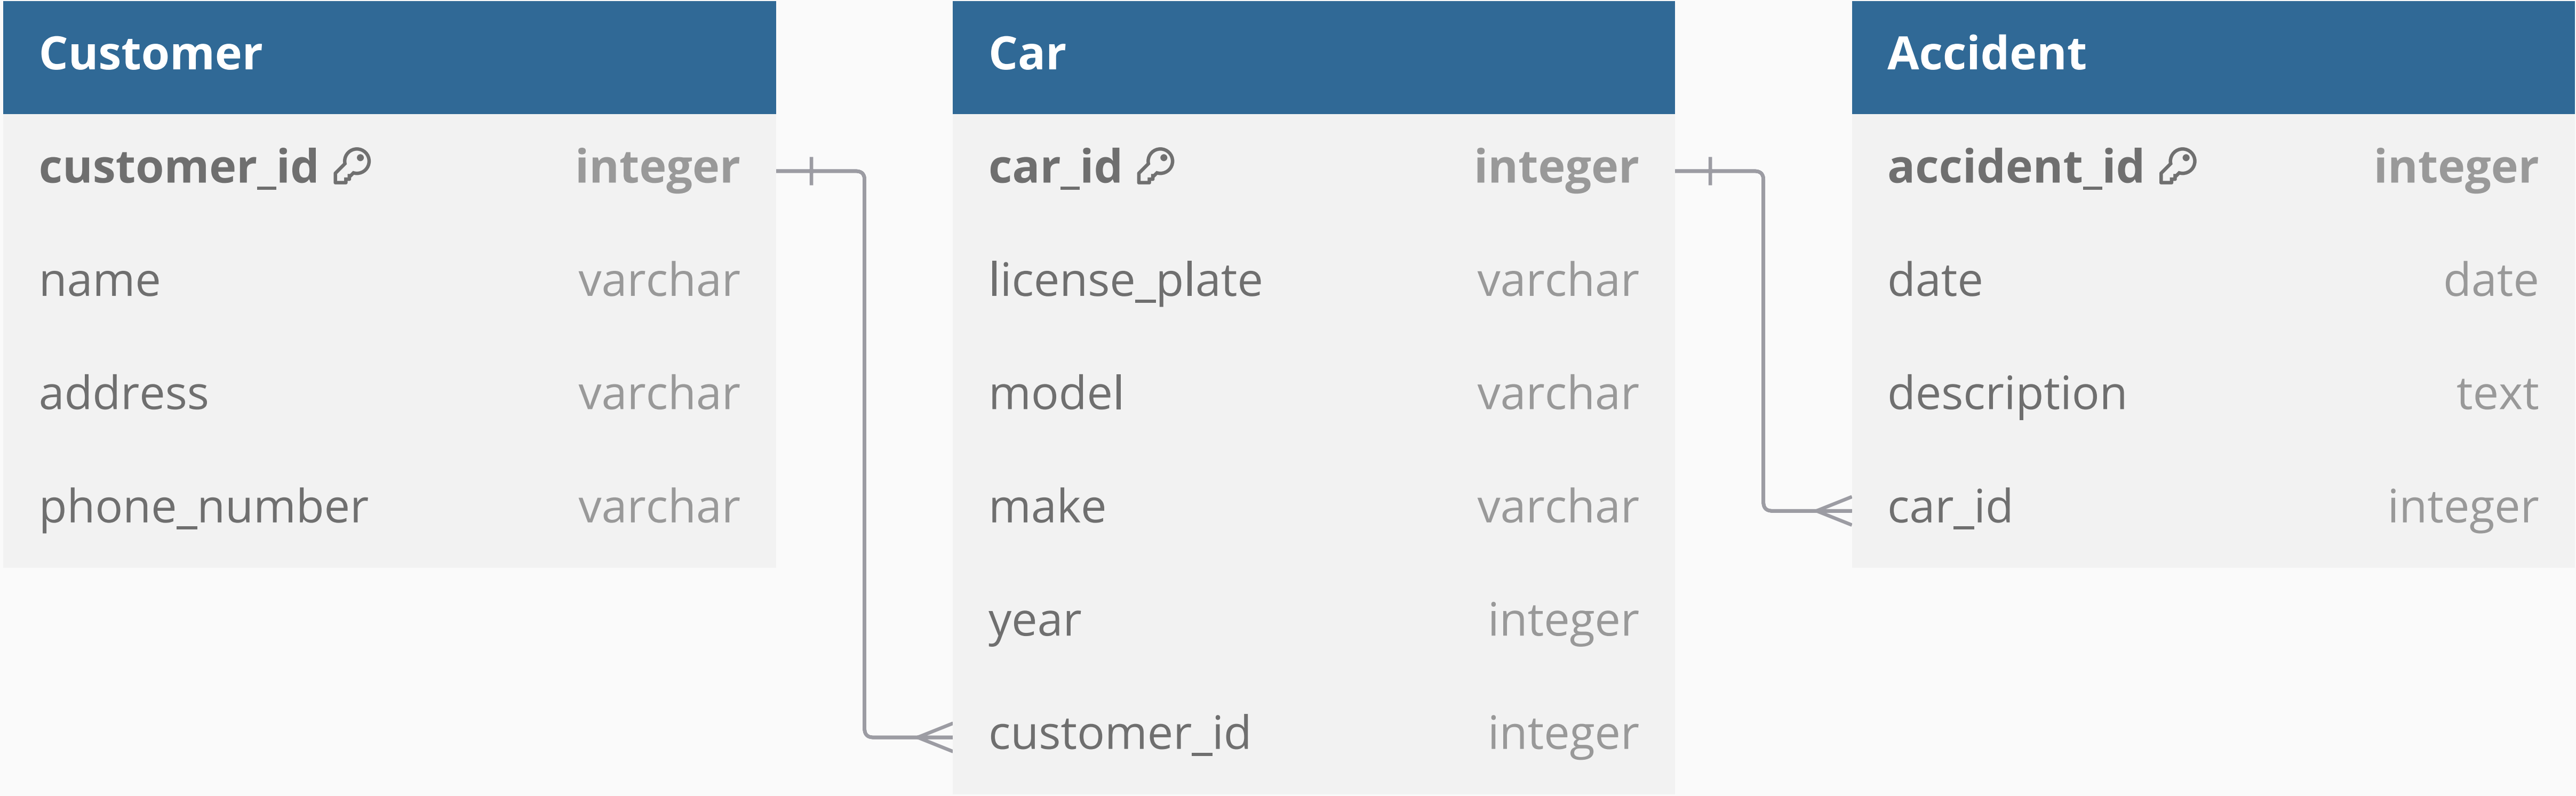 Customer
customer_id integer
name varchar
address varchar
phone_number varchar
Car
car_id integer
license_plate varchar
model varchar
make varchar
year integer
customer_id integer
Accident
accident_id integer
date date
description text
car_id integer